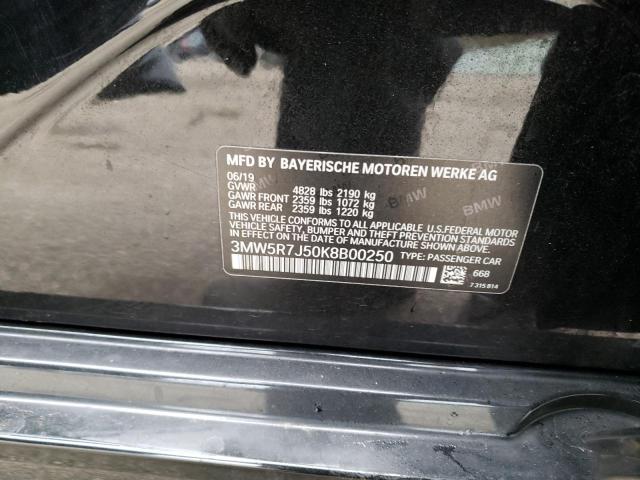 MFD BY BAYERISCHE MOTOREN WERKE AG
06/19
GVWR 4828 lbs 2190 kg
GAWR FRONT 2359 lbs 1072 kg
GAWR REAR 2359 lbs 1220 kg
THIS VEHICLE CONFORMS TO ALL APPLICABLE U.S.FEDERAL MOTOR
VEHICLE SAFETY, BUMPER, AND THEFT PREVENTION STANDARDS IN
EFFECT ON THE DATE OF MANUFACTURE SHOWN ABOVE.
3MW5R7J50K8B00250 TYPE: PASSENGER CAR
668
7 315 814
BMW
BMW
BMW